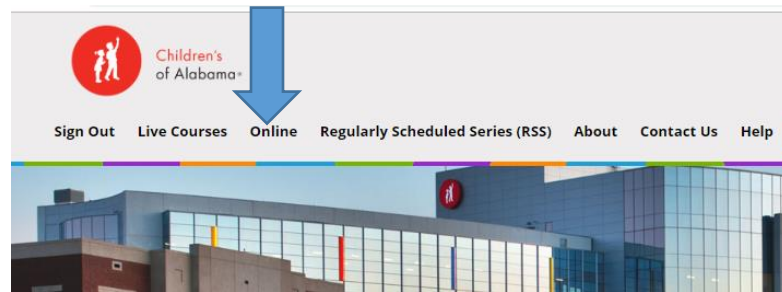 Children's
of Alabama®
Sign Out Live Courses Online Regularly Scheduled Series (RSS) About Contact Us Help